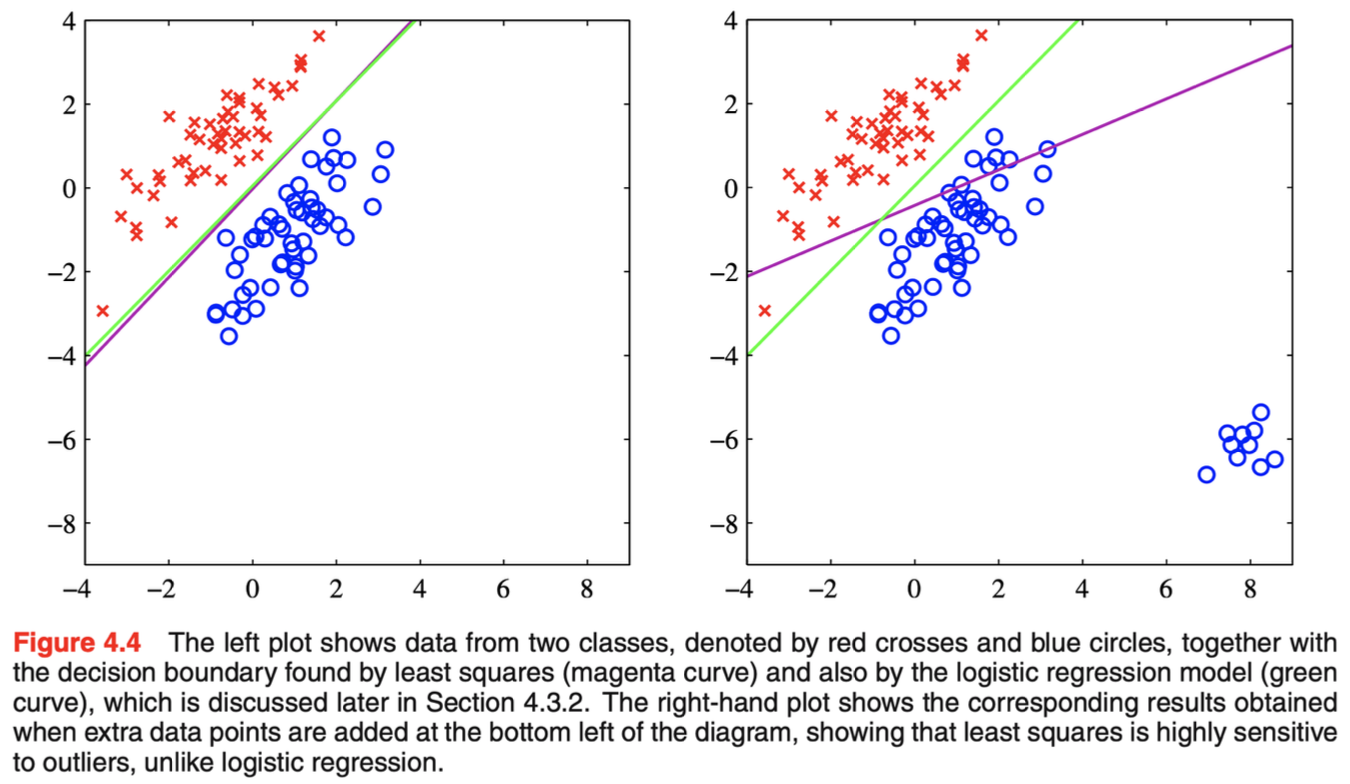 4
2
0
−2
−4
−6
−8
−4 −2 0 2 4 6 8
4
2
0
−2
−4
−6
−8
−4 −2 0 2 4 6 8
Figure 4.4 The left plot shows data from two classes, denoted by red crosses and blue circles, together with
the decision boundary found by least squares (magenta curve) and also by the logistic regression model (green
curve), which is discussed later in Section 4.3.2. The right-hand plot shows the corresponding results obtained
when extra data points are added at the bottom left of the diagram, showing that least squares is highly sensitive
to outliers, unlike logistic regression.